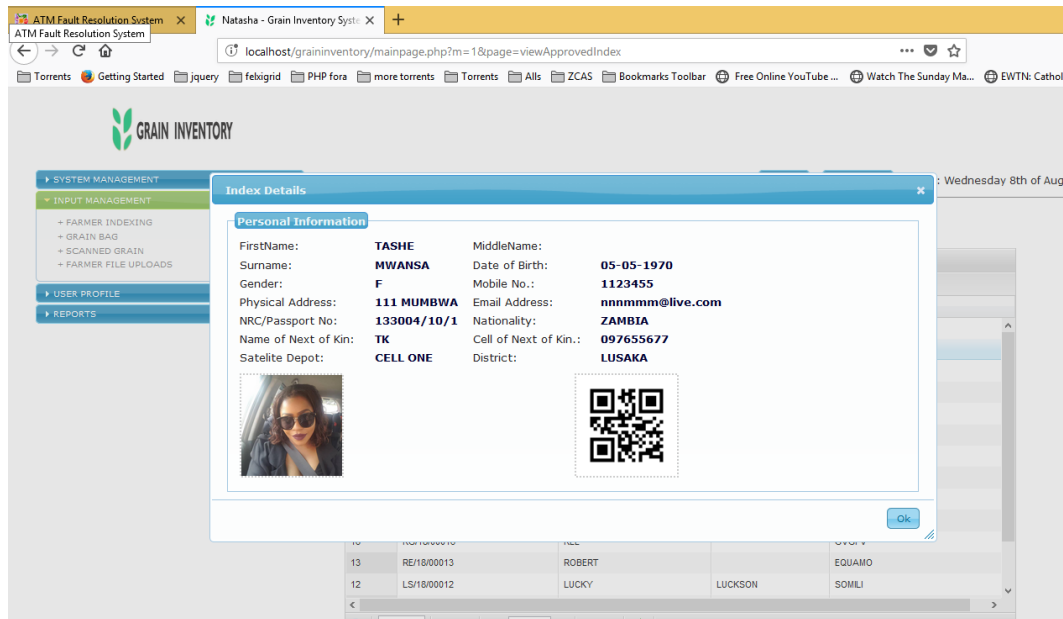 ATM Fault Resolution System
Natasha - Grain Inventory Syste
ATM Fault Resolution System
localhost/graininventory/mainpage.php?m=1&page=viewApprovedIndex
Torrents Getting Started jquery felxigrid PHP fora more torrents Torrents Alls ZCAS Bookmarks Toolbar Free Online YouTube ... Watch The Sunday Ma... EWTN: Cathol
GRAIN INVENTORY
SYSTEM MANAGEMENT
: Wednesday 8th of Aug
INPUT MANAGEMENT
+ FARMER INDEXING
+ GRAIN BAG
+ SCANNED GRAIN
+ FARMER FILE UPLOADS
USER PROFILE
REPORTS
Index Details
Personal Information
FirstName: TASHE MiddleName:
Surname: MWANSA Date of Birth: 05-05-1970
Gender: F Mobile No.: 1123455
Physical Address: 111 MUMBWA Email Address: nnnmmm@live.com
NRC/Passport No: 133004/10/1 Nationality: ZAMBIA
Name of Next of Kin: TK Cell of Next of Kin.: 097655677
Satelite Depot: CELL ONE District: LUSAKA
Ok
13 RE/18/00013 ROBERT EQUAMO
12 LS/18/00012 LUCKY LUCKSON SOMILI